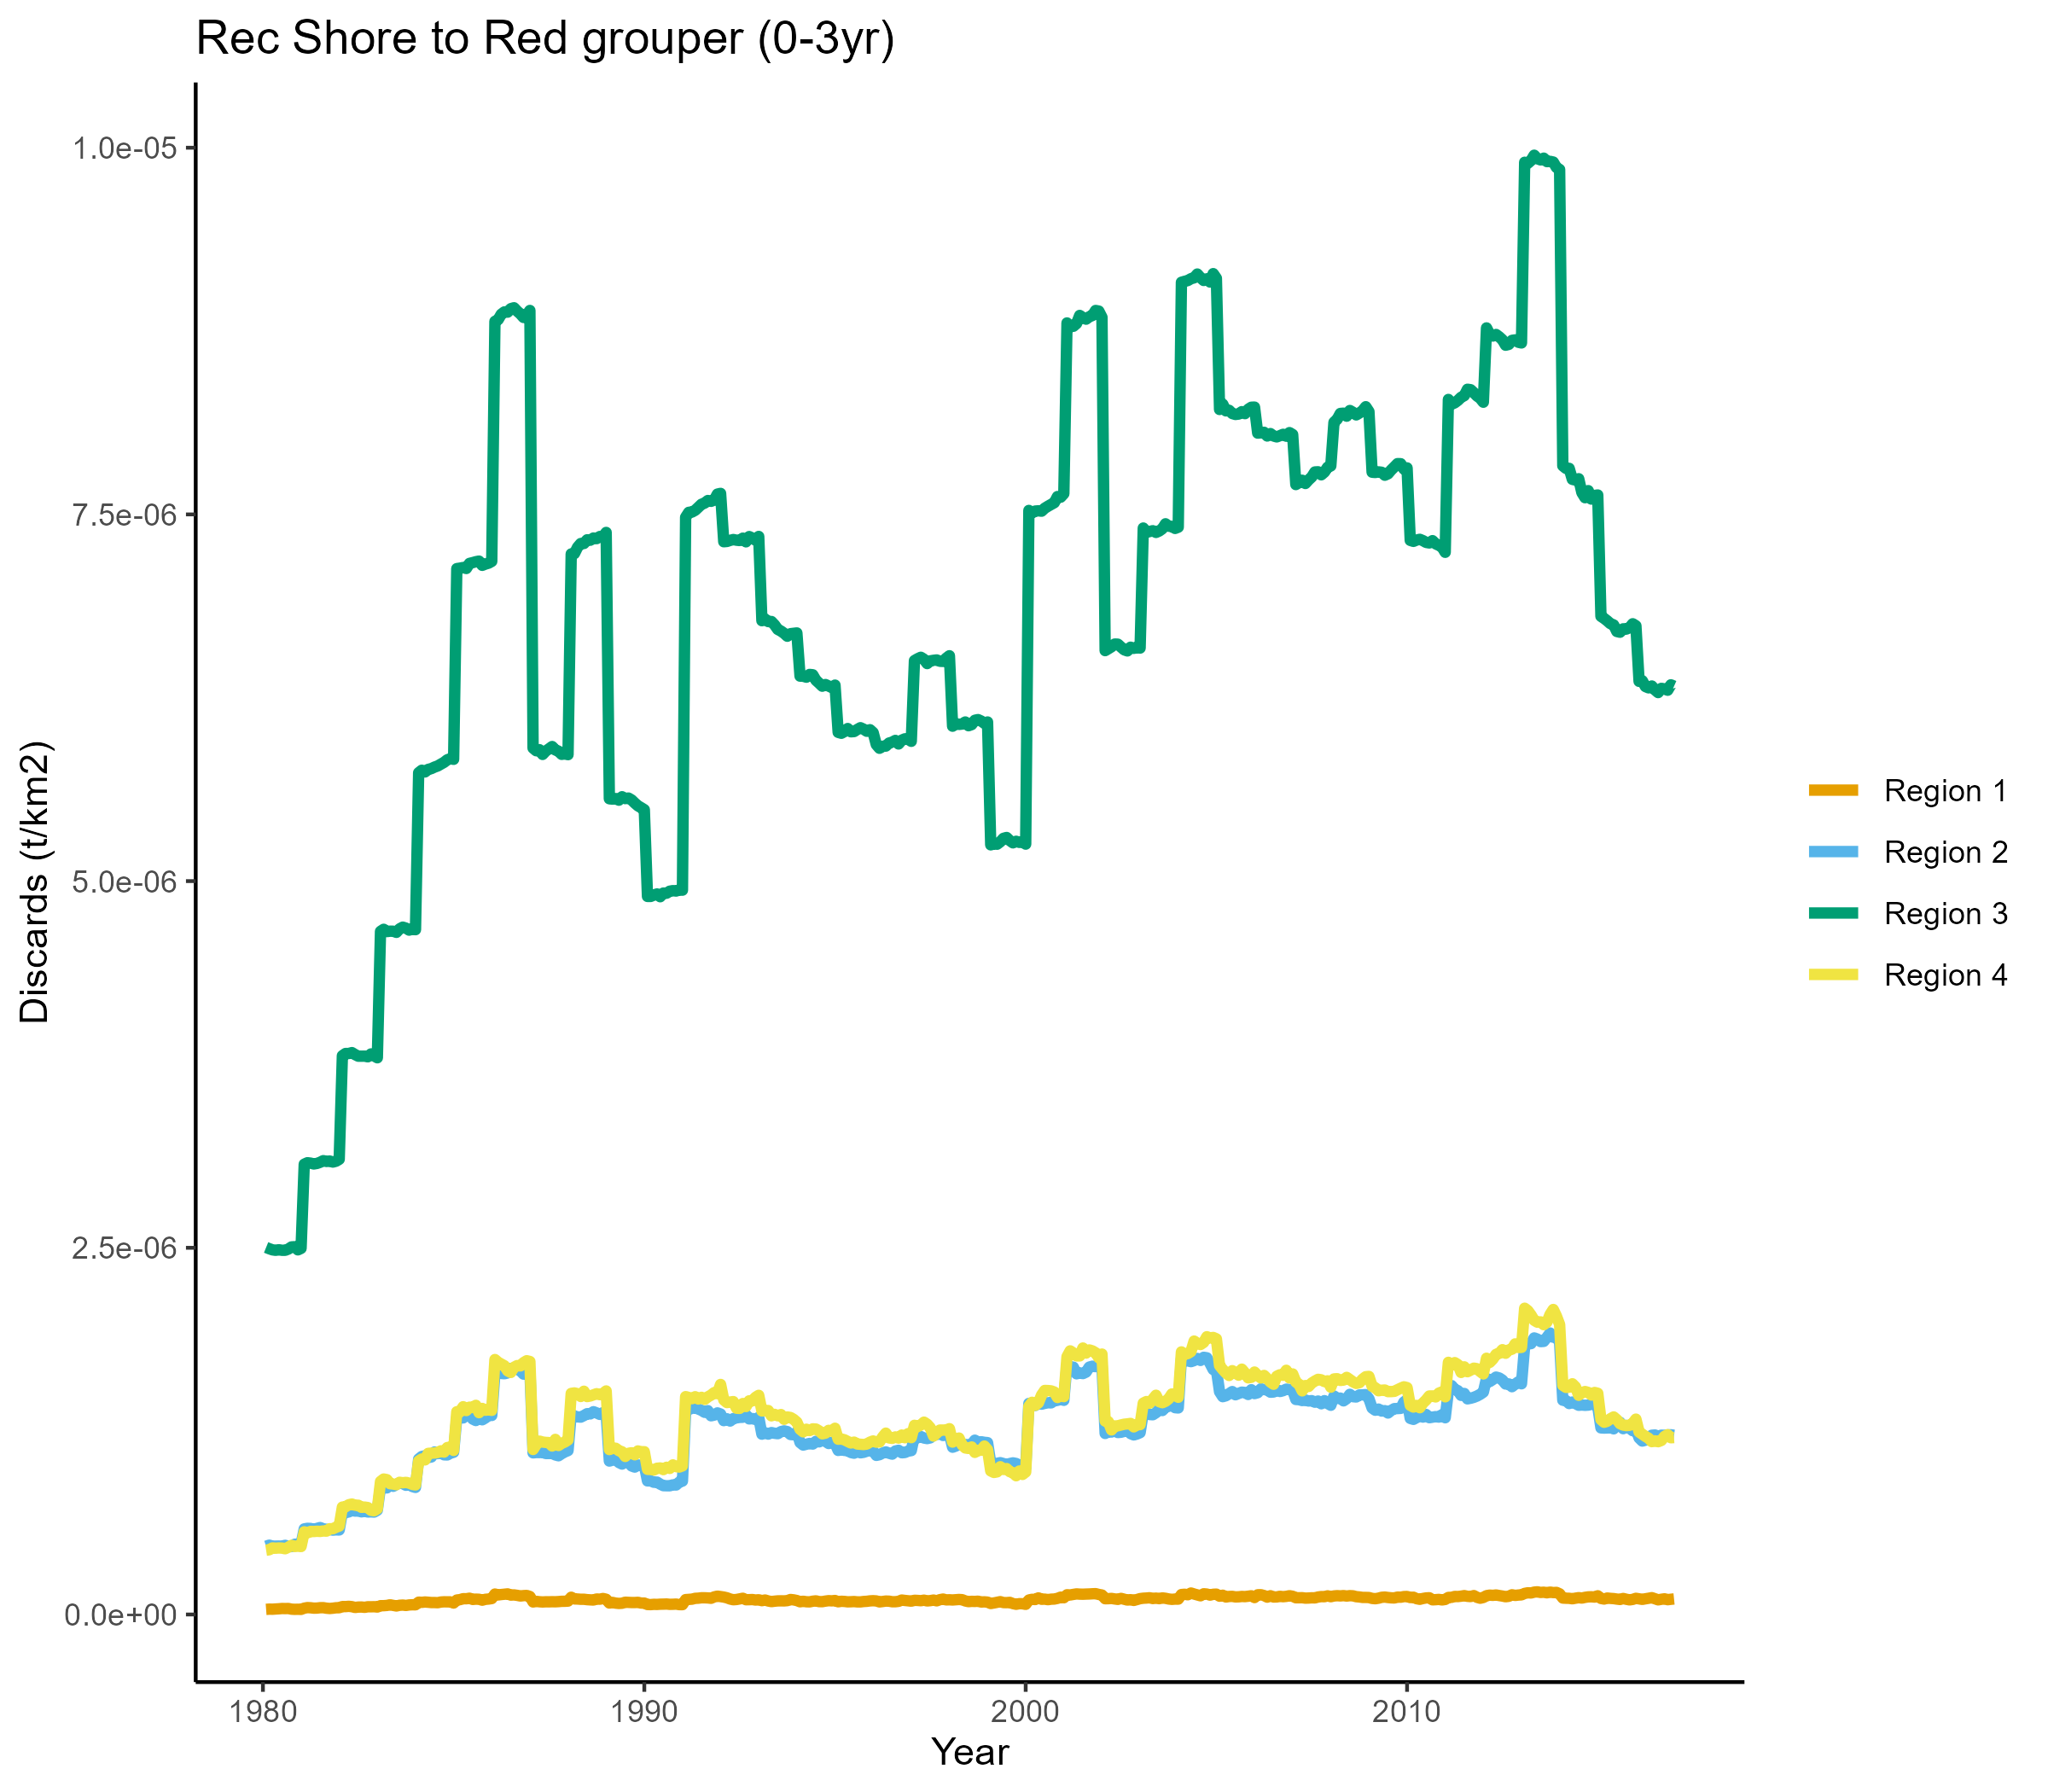 Rec Shore to Red grouper (0-3yr)
Discards (t/km2)
1.0e-05
7.5e-06
5.0e-06
2.5e-06
0.0e+00
1980
1990
2000
2010
Year
Region 1
Region 2
Region 3
Region 4